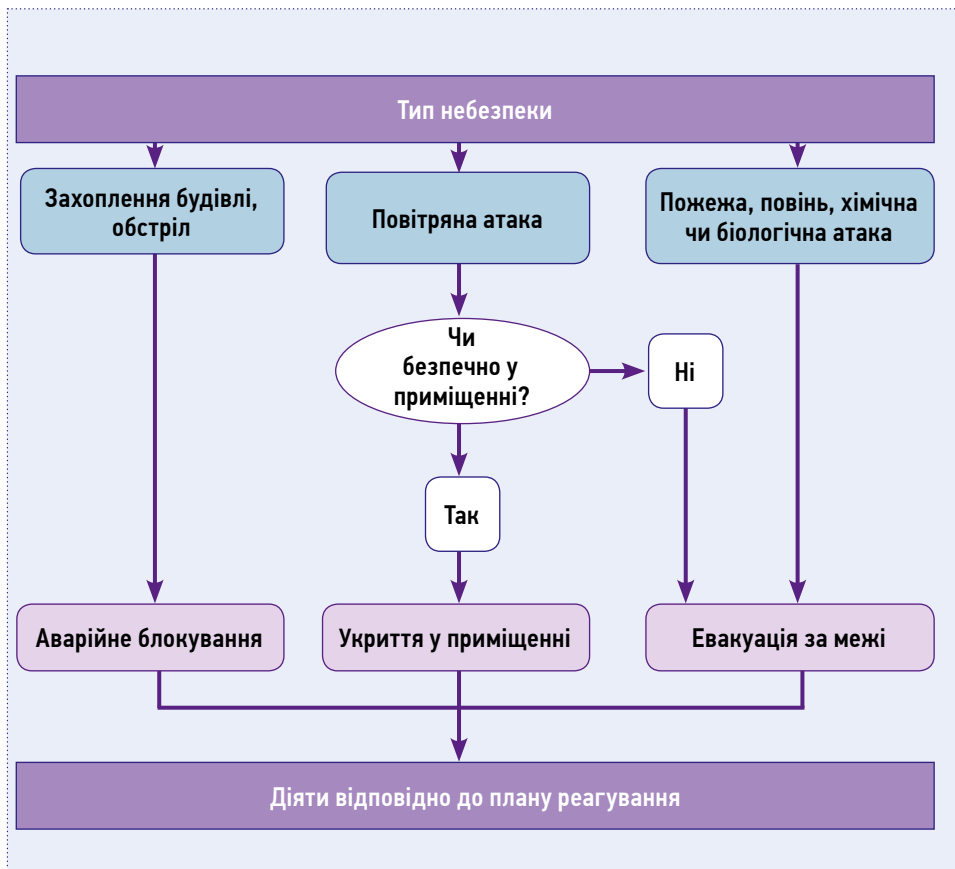 Тип небезпеки
Захоплення будівлі,
обстріл
Повітряна атака
Пожежа, повінь, хімічна
чи біологічна атака
Чи
безпечно у
приміщенні?
Ні
Так
Аварійне блокування
Укриття у приміщенні
Евакуація за межі
Діяти відповідно до плану реагування